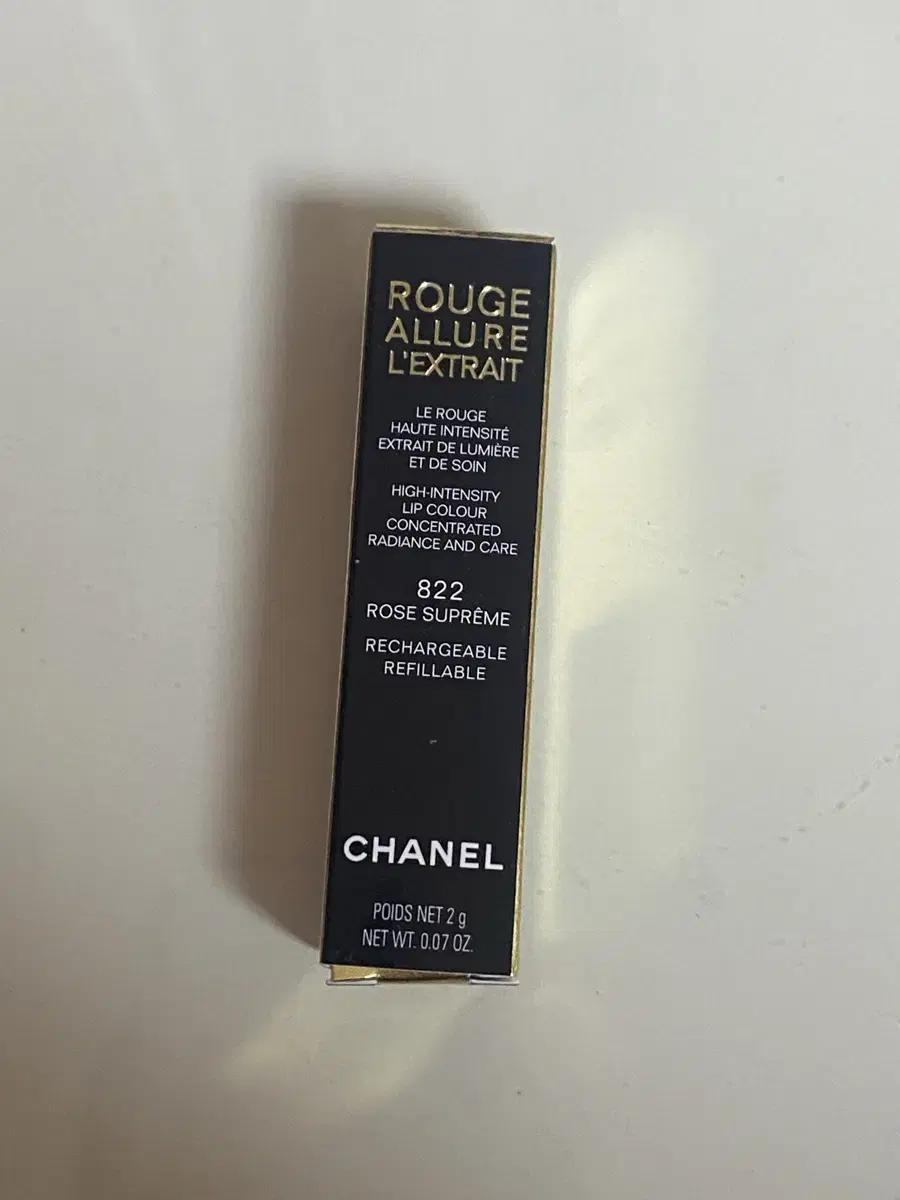 ROUGE
ALLURE
L'EXTRAIT
LE ROUGE
HAUTE INTENSITÉ
EXTRAIT DE LUMIÈRE
ET DE SOIN
HIGH-INTENSITY
LIP COLOUR
CONCENTRATED
RADIANCE AND CARE
822
ROSE SUPRÊME
RECHARGEABLE
REFILLABLE
CHANEL
POIDS NET 2 g
NET WT. 0.07 OZ.